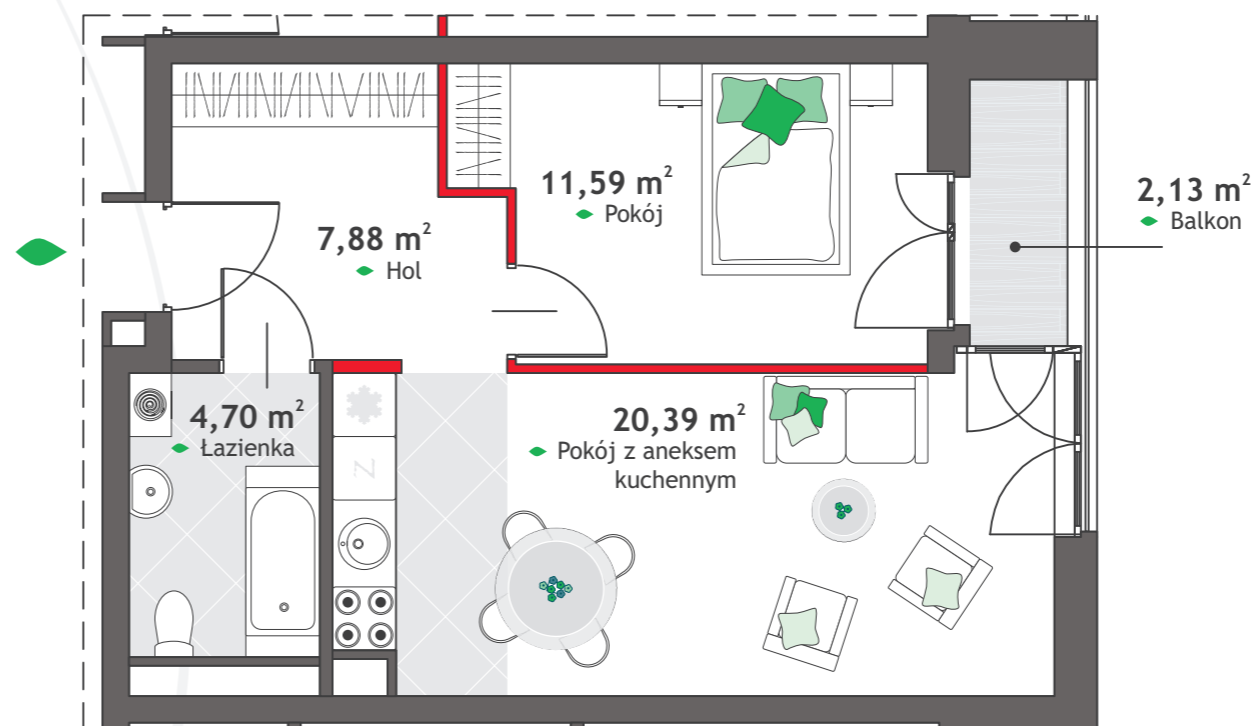 11,59 m²
Pokój
2,13 m²
Balkon
7,88 m²
Hol
4,70 m²
Łazienka
20,39 m²
Pokój z aneksem
kuchennym
Z